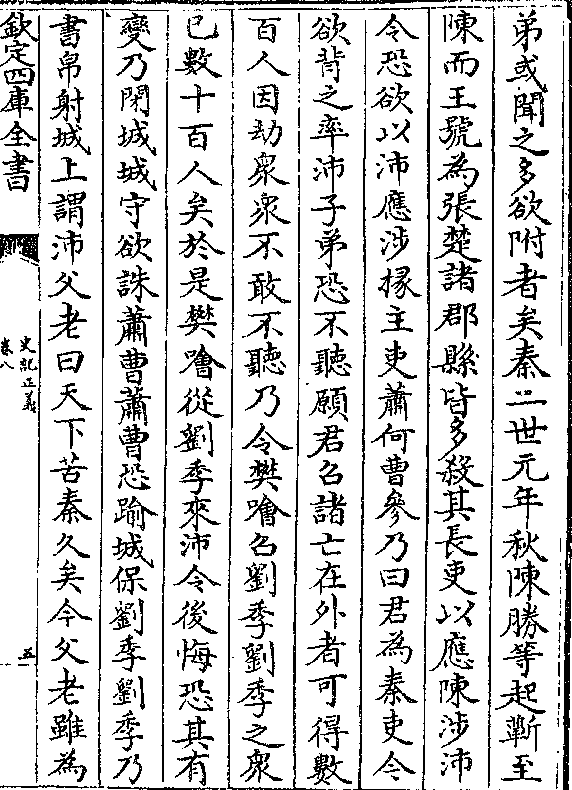 弟或聞之多欲附者矣秦二世元年秋陳勝等起蘄至
陳而王號為張楚諸郡縣皆多殺其長吏以應陳涉沛
令恐欲以沛應涉掾主吏蕭何曹參乃曰君為秦吏今
欲背之率沛子弟恐不聽願君召諸亡在外者可得數
百人因劫衆衆不敢不聽乃令樊噲召劉季劉季之衆
已數十百人矣於是樊噲從劉季來沛令後悔恐其有
變乃閉城城守欲誅蕭曹蕭曹恐踰城保劉季劉季乃
書帛射城上謂沛父老曰天下苦秦久矣今父老雖為
欽定四庫全書
史記正義
卷八
五